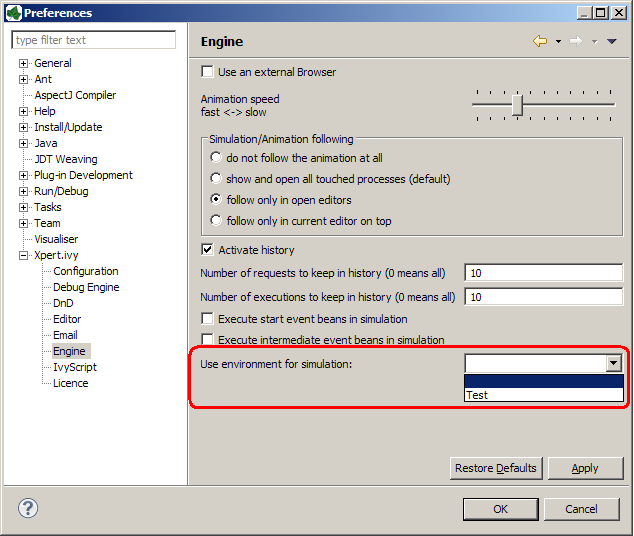 Preferences
type filter text
General
Ant
AspectJ Compiler
Help
Install/Update
Java
JDT Weaving
Plug-in Development
Run/Debug
Tasks
Team
Visualiser
Xpert.ivy
Configuration
Debug Engine
DnD
Editor
Email
Engine
IvyScript
Licence
Engine
Use an external Browser
Animation speed
fast <-> slow
Simulation/Animation following
do not follow the animation at all
show and open all touched processes (default)
follow only in open editors
follow only in current editor on top
Activate history
Number of requests to keep in history (0 means all) 10
Number of executions to keep in history (0 means all) 10
Execute start event beans in simulation
Execute intermediate event beans in simulation
Use environment for simulation:
Test
Restore Defaults Apply
OK Cancel